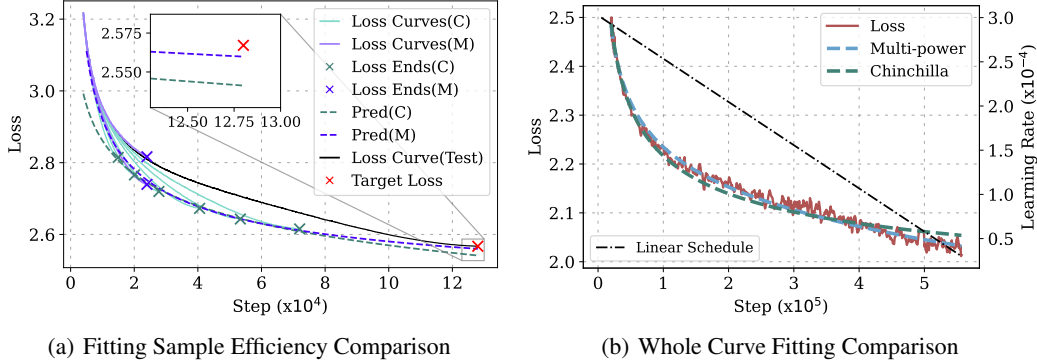 3.2
3.0
2.8
2.6
Loss
0
2
4
6
8
10
12
Step (x10⁴)
2.575
2.550
12.50
12.75
13.00
Loss Curves(C)
Loss Curves(M)
Loss Ends(C)
Loss Ends(M)
Pred(C)
Pred(M)
Loss Curve(Test)
Target Loss
(a) Fitting Sample Efficiency Comparison
2.5
2.4
2.3
2.2
2.1
2.0
Loss
0
1
2
3
4
5
Step (x10⁵)
3.0
2.5
2.0
1.5
1.0
0.5
Learning Rate (x10⁻⁴)
Loss
Multi-power
Chinchilla
Linear Schedule
(b) Whole Curve Fitting Comparison